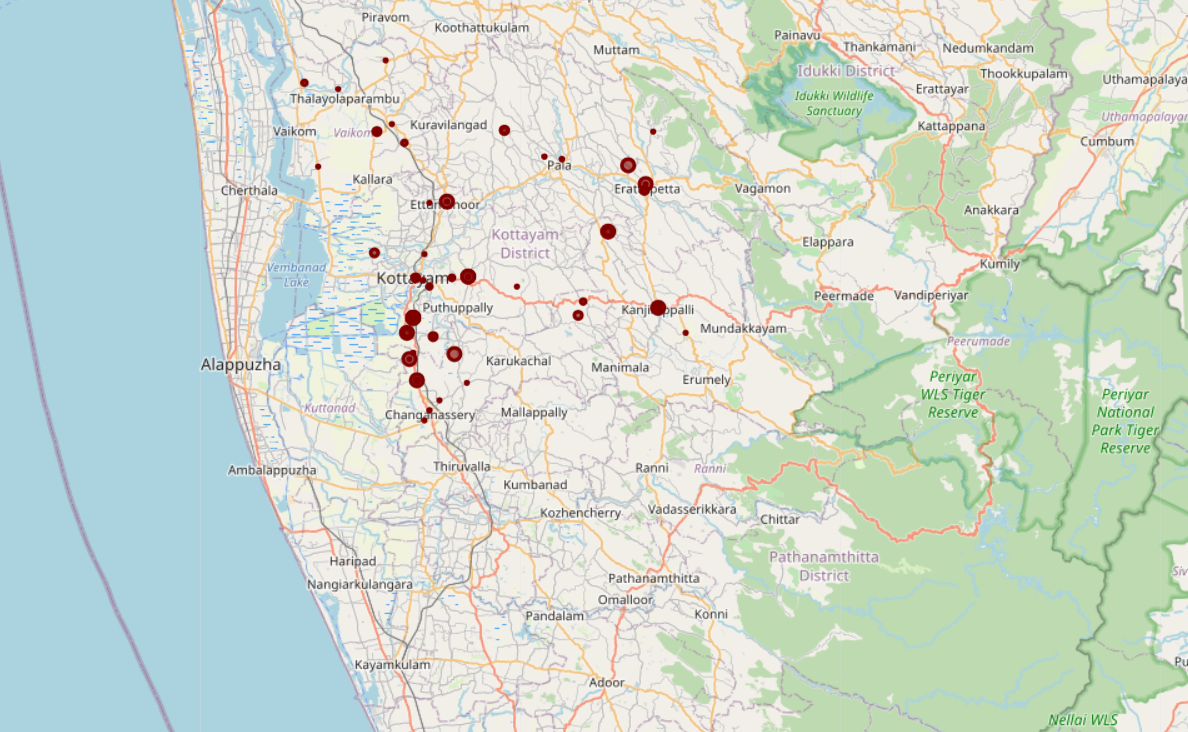 Piravom
Koothattukulam
Painavu
Muttam
Thankamani
Nedumkandam
Idukki District
Thookkupalam
Uthamapalaya
Thalayolaparambu
Idukki Wildlife
Sanctuary
Erattayar
Uthamapalayam
Vaikom
Vaikom
Kuravilangad
Kattappana
Cumbum
Pala
Kallara
Cherthala
Vagamon
Anakkara
Kottayam
District
Elappara
Vembanad
Lake
Kottayam
Kumily
Puthuppally
Peermade
Vandiperiyar
Mundakkayam
Peerumade
Alappuzha
Karukachal
Manimala
Erumely
Periyar
WLS Tiger
Reserve
Periyar
National
Park Tiger
Reserve
Kuttanad
Changanassery
Mallappally
Ambalappuzha
Thiruvalla
Ranni
Ranni
Kumbanad
Kozhencherry
Vadasserikkara
Chittar
Haripad
Pathanamthitta
District
Nangiarkulangara
Pathanamthitta
Omalloor
Pandalam
Konni
Kayamkulam
Adoor
Nellai WLS